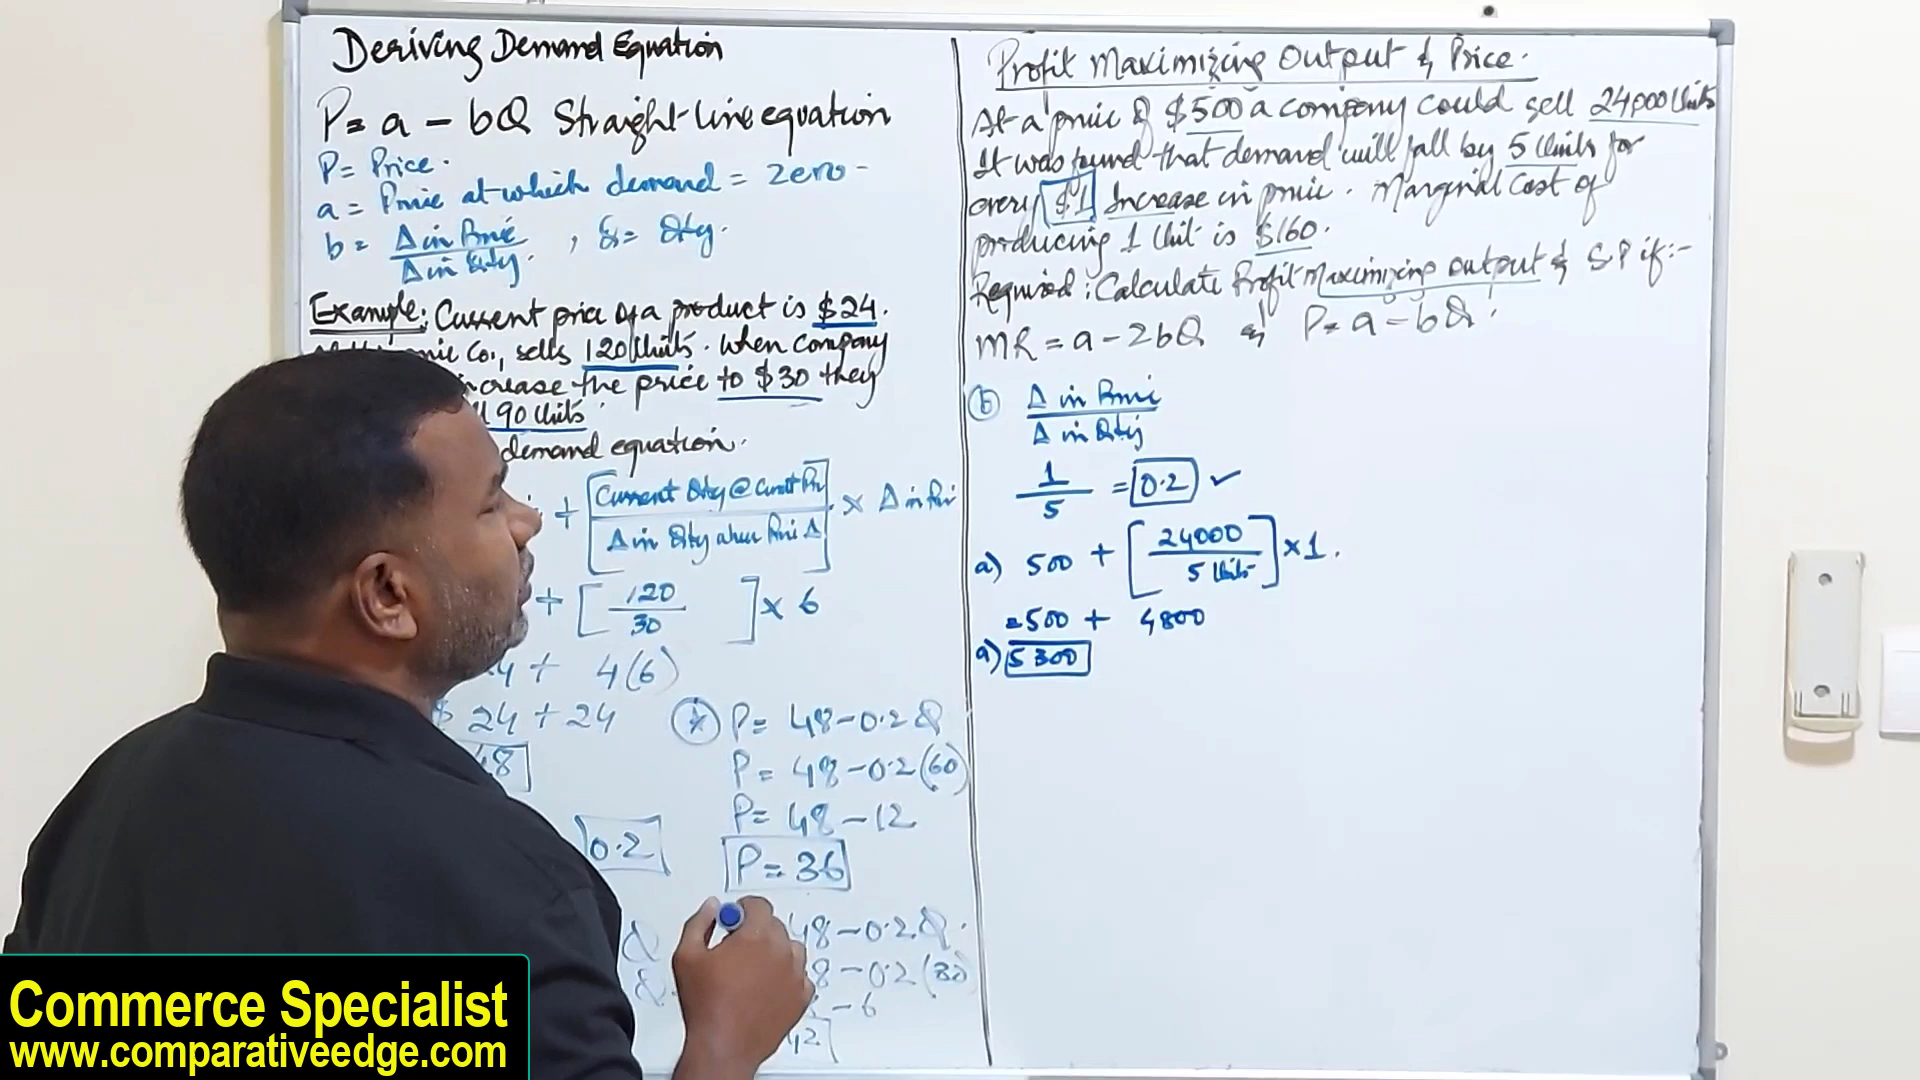 Deriving Demand Equation
P = a - bQ Straight-line equation
P = Price.
a = Price at which demand = Zero -
b = Δ in Price / Δ in Qty. , Q = Qty.
Example: Current price of a product is $24.
Co., sells 120 Units. When company
increase the price to $30 they
90 Units.
demand equation.
+ [Current Qty @ Current Pri / Δ in Qty when Pri Δ] × Δ in Pri
+ [120 / 30] × 6
+ 4(6)
$ 24 + 24
48
0.2
P = 48 - 0.2Q
P = 48 - 0.2(60)
P = 48 - 12
P = 36
48 - 0.2Q.
8 - 0.2(30)
- 6
42
Profit Maximizing Output & Price.
At a price of $500 a company could sell 24000 Units
It was found that demand will fall by 5 Units for
every $1 Increase in price. Marginal Cost of
producing 1 Unit is $160.
Required: Calculate Profit Maximizing output & S.P if:-
MR = a - 2bQ & P = a - bQ.
(b) Δ in Price / Δ in Qty
1 / 5 = 0.2 ✓
a) 500 + [24000 / 5 Units] × 1.
= 500 + 4800
a) 5300
Commerce Specialist
www.comparativeedge.com